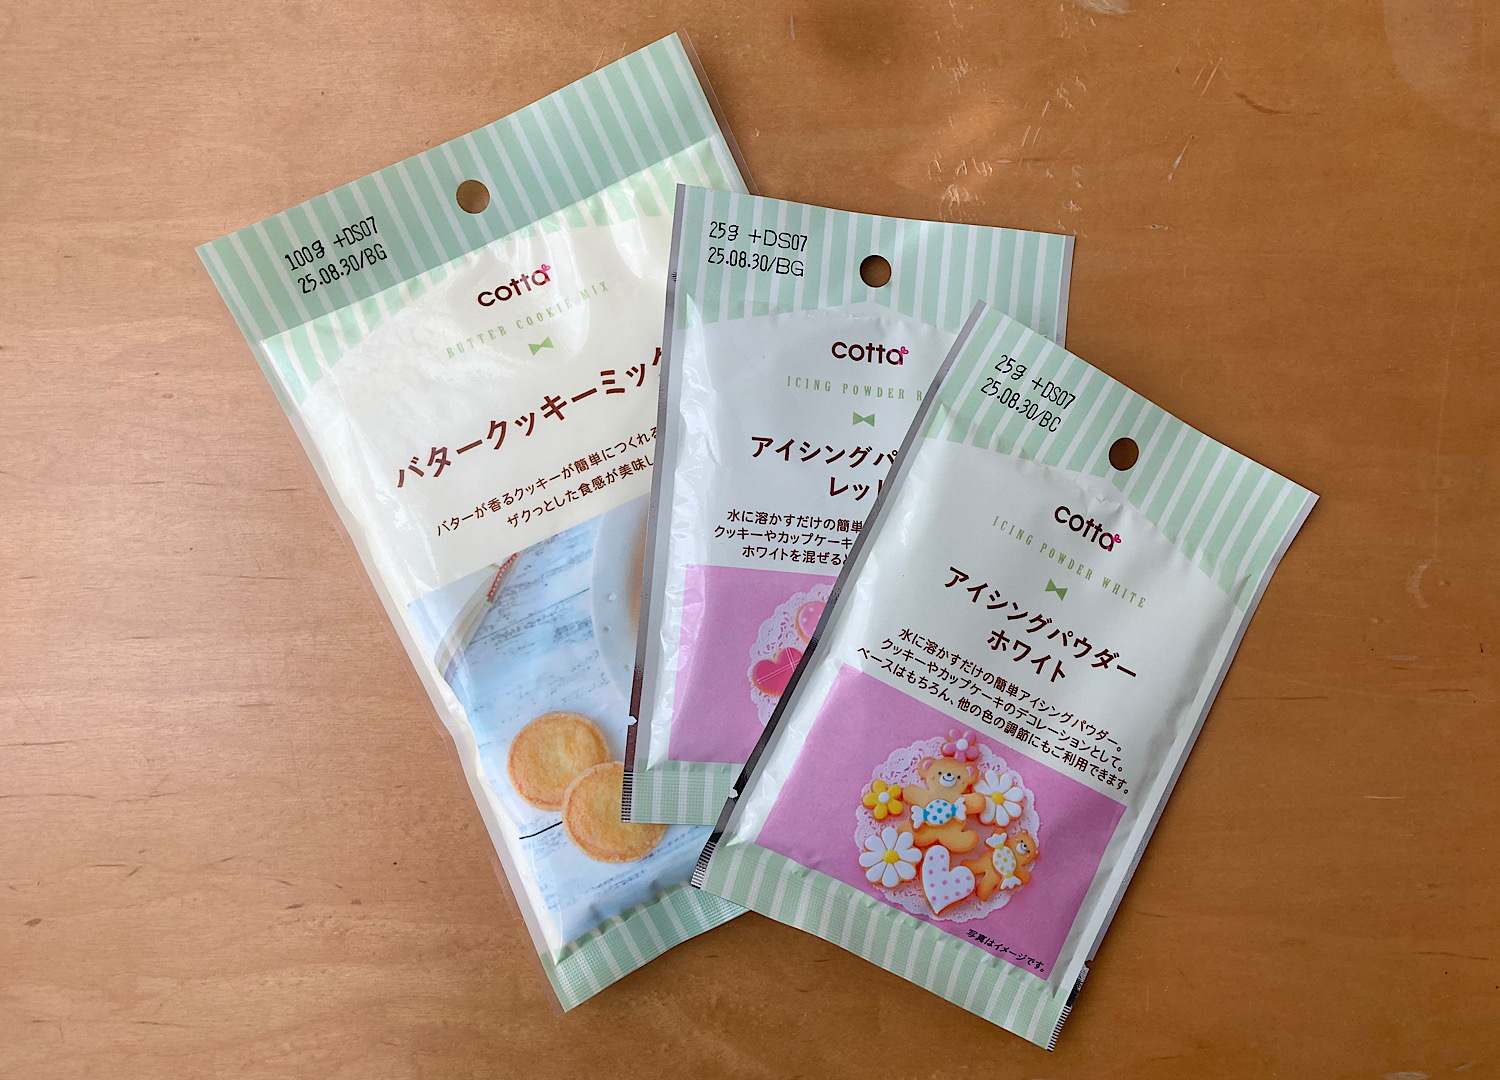 100g +DS07
25.08.30/BG
cotta
BUTTER COOKIE MIX
バタークッキーミック
バターが香るクッキーが簡単につくれる
ザクっとした食感が美味し
25g +DS07
25.08.30/BG
cotta
ICING POWDER R
アイシングパ
レッ
水に溶かすだけの簡単
クッキーやカップケーキ
ホワイトを混ぜると
25g +DS07
25.08.30/BC
cotta
ICING POWDER WHITE
アイシングパウダー
ホワイト
水に溶かすだけの簡単アイシングパウダー。
クッキーやカップケーキのデコレーションとして。
ベースはもちろん、他の色の調節にもご利用できます。
写真はイメージです。